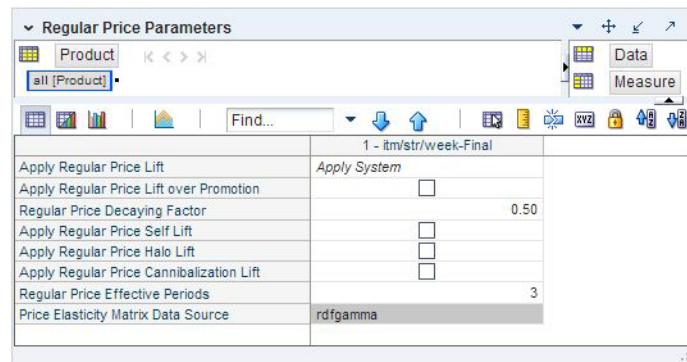 Regular Price Parameters
Product
Data
all [Product]
Measure
Find...
XYZ
1 - itm/str/week-Final
Apply Regular Price Lift Apply System
Apply Regular Price Lift over Promotion
Regular Price Decaying Factor 0.50
Apply Regular Price Self Lift
Apply Regular Price Halo Lift
Apply Regular Price Cannibalization Lift
Regular Price Effective Periods 3
Price Elasticity Matrix Data Source rdfgamma